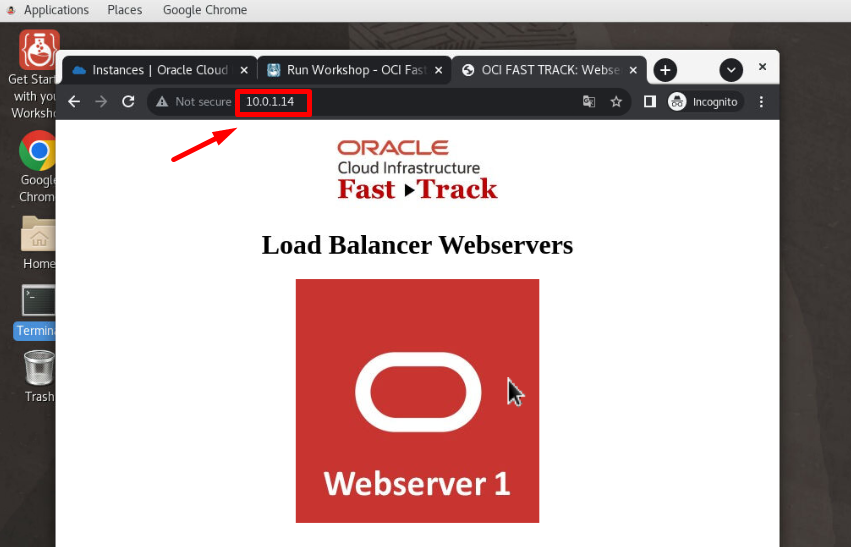 Applications Places Google Chrome
Get Start
with you
Worksho
Google
Chrom
Home
Termina
Trash
Instances | Oracle Cloud
Run Workshop - OCI Fast
OCI FAST TRACK: Webse
Not secure 10.0.1.14
Incognito
ORACLE
Cloud Infrastructure
Fast Track
Load Balancer Webservers
Webserver 1